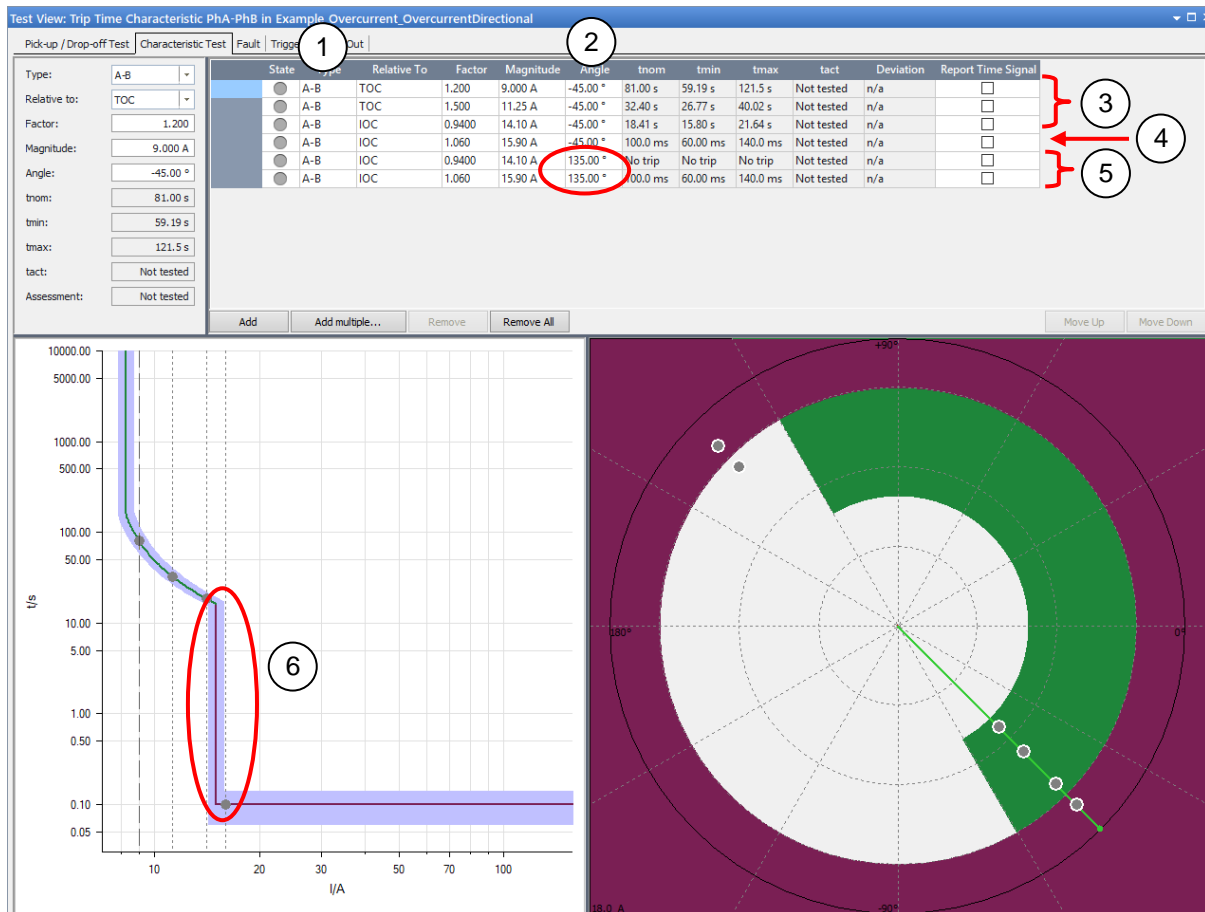 Test View: Trip Time Characteristic PhA-PhB in Example_Overcurrent_OvercurrentDirectional
Pick-up / Drop-off Test Characteristic Test Fault Trigge Out
1
2
Type: A-B
Relative to: TOC
Factor: 1.200
Magnitude: 9.000 A
Angle: -45.00 °
tnom: 81.00 s
tmin: 59.19 s
tmax: 121.5 s
tact: Not tested
Assessment: Not tested
State Type Relative To Factor Magnitude Angle tnom tmin tmax tact Deviation Report Time Signal
A-B TOC 1.200 9.000 A -45.00 ° 81.00 s 59.19 s 121.5 s Not tested n/a
A-B TOC 1.500 11.25 A -45.00 ° 32.40 s 26.77 s 40.02 s Not tested n/a
A-B IOC 0.9400 14.10 A -45.00 ° 18.41 s 15.80 s 21.64 s Not tested n/a
A-B IOC 1.060 15.90 A -45.00 ° 100.0 ms 60.00 ms 140.0 ms Not tested n/a
A-B IOC 0.9400 14.10 A 135.00 ° No trip No trip No trip Not tested n/a
A-B IOC 1.060 15.90 A 135.00 ° 100.0 ms 60.00 ms 140.0 ms Not tested n/a
3
4
5
Add Add multiple... Remove Remove All Move Up Move Down
10000.00
5000.00
1000.00
500.00
100.00
50.00
10.00
5.00
1.00
0.50
0.10
0.05
t/s
6
10 20 30 50 70 100
I/A
+90°
180°
0°
-90°
18.0 A